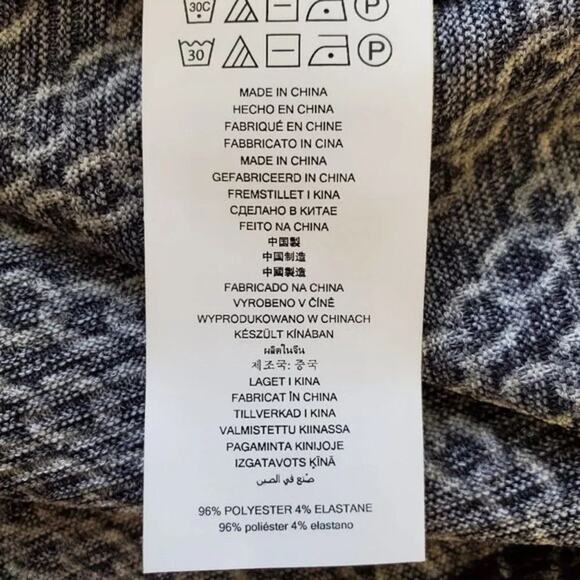 30C P
30 P
MADE IN CHINA
HECHO EN CHINA
FABRIQUÉ EN CHINE
FABBRICATO IN CINA
MADE IN CHINA
GEFABRICEERD IN CHINA
FREMSTILLET I KINA
СДЕЛАНО В КИТАЕ
FEITO NA CHINA
中国製
中国制造
中國製造
FABRICADO NA CHINA
VYROBENO V ČÍNĚ
WYPRODUKOWANO W CHINACH
KÉSZÜLT KÍNÁBAN
ผลิตในจีน
제조국: 중국
LAGET I KINA
FABRICAT ÎN CHINA
TILLVERKAD I KINA
VALMISTETTU KIINASSA
PAGAMINTA KINIJOJE
IZGATAVOTS ĶĪNĀ
صنع في الصين
96% POLYESTER 4% ELASTANE
96% poliéster 4% elastano